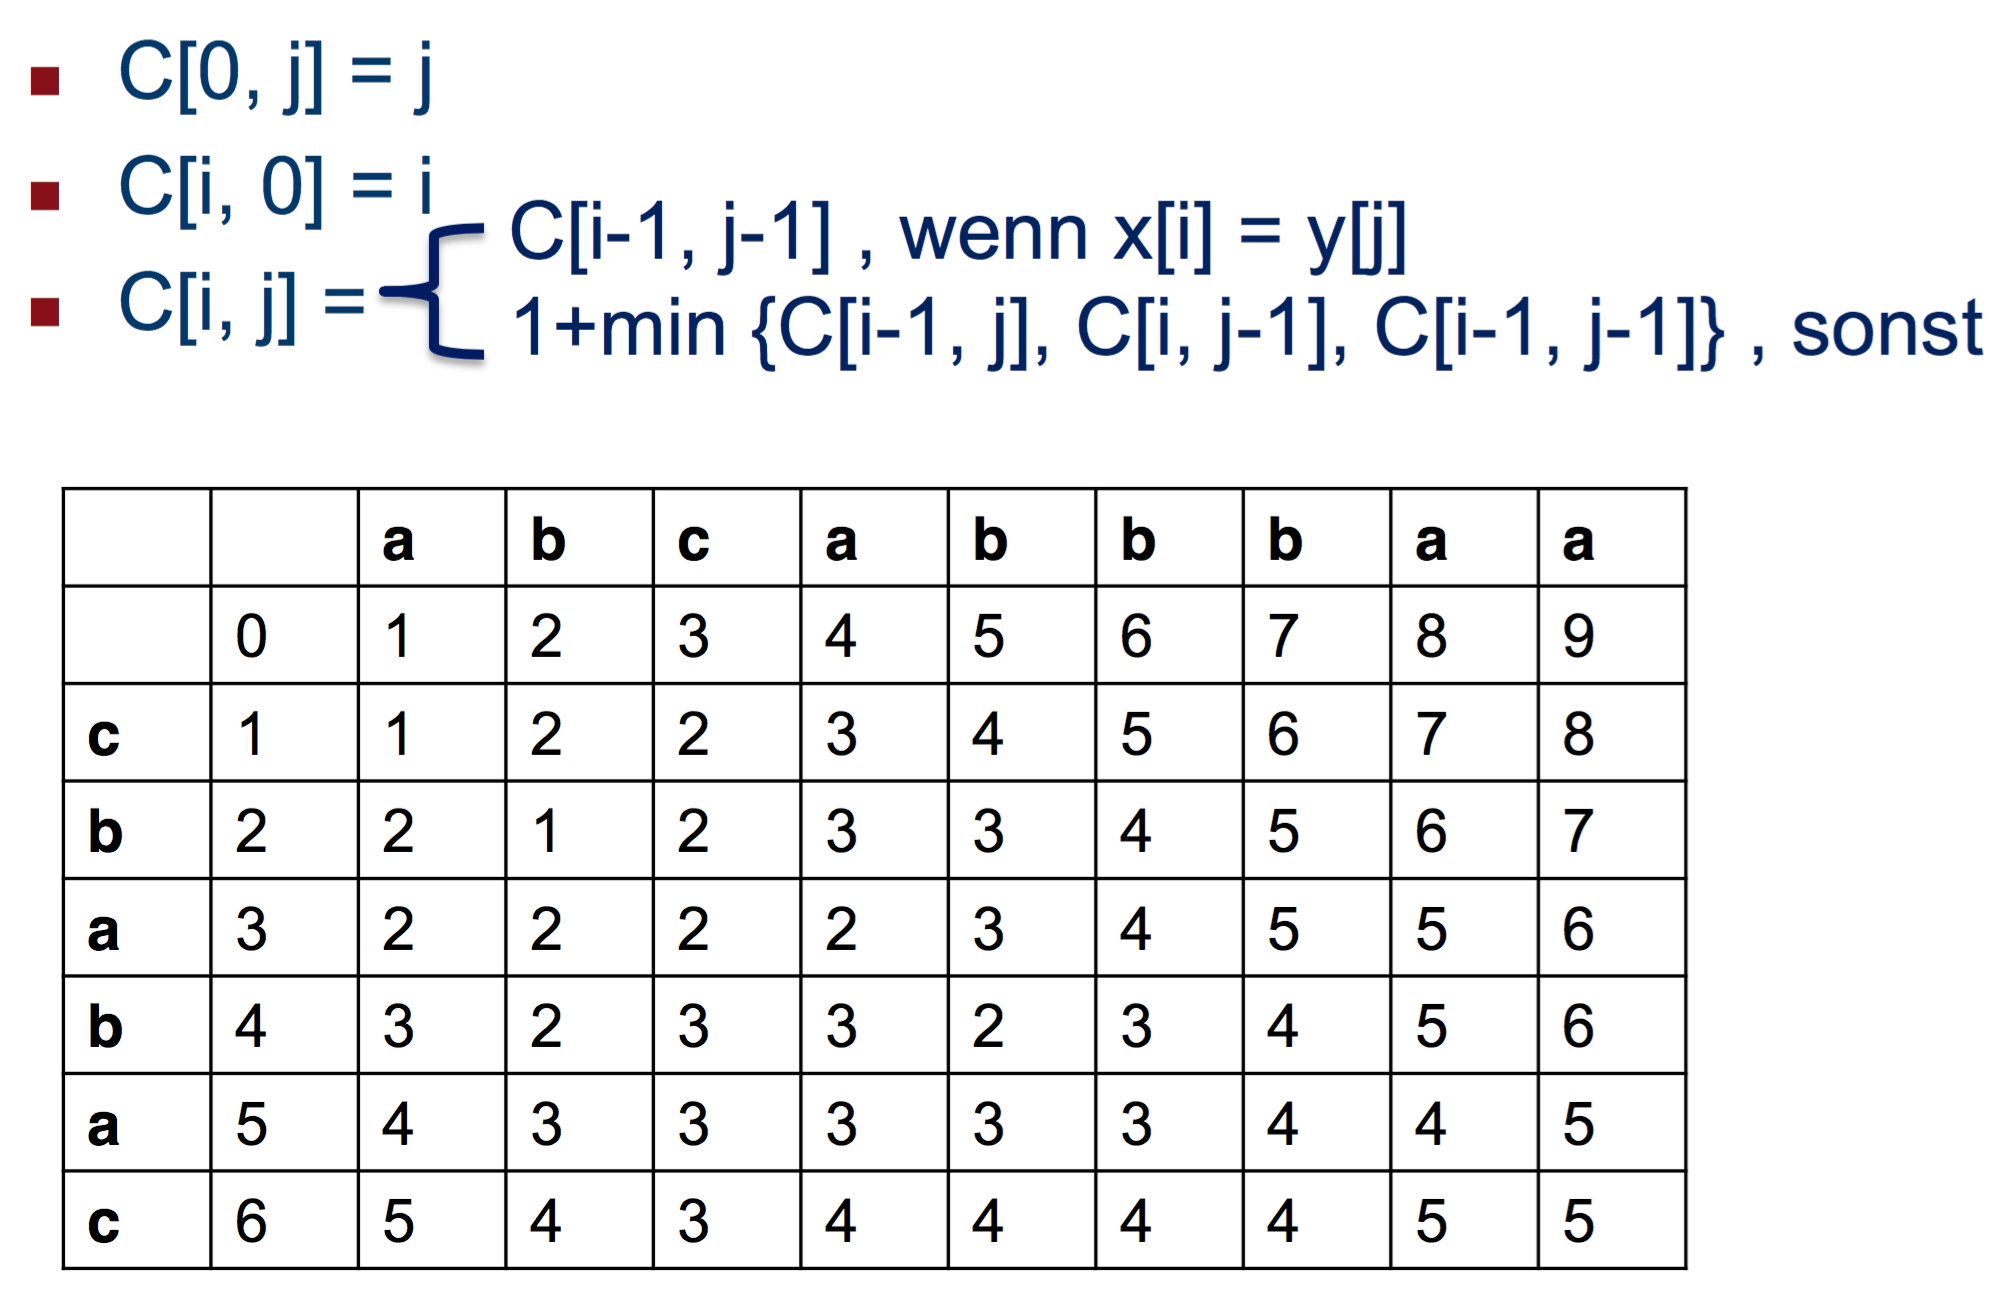 C[0, j] = j
C[i, 0] = i
C[i, j] =
C[i-1, j-1] , wenn x[i] = y[j]
1+min {C[i-1, j], C[i, j-1], C[i-1, j-1]} , sonst
a b c a b b b a a
0 1 2 3 4 5 6 7 8 9
c 1 1 2 2 3 4 5 6 7 8
b 2 2 1 2 3 3 4 5 6 7
a 3 2 2 2 2 3 4 5 5 6
b 4 3 2 3 3 2 3 4 5 6
a 5 4 3 3 3 3 3 4 4 5
c 6 5 4 3 4 4 4 4 5 5